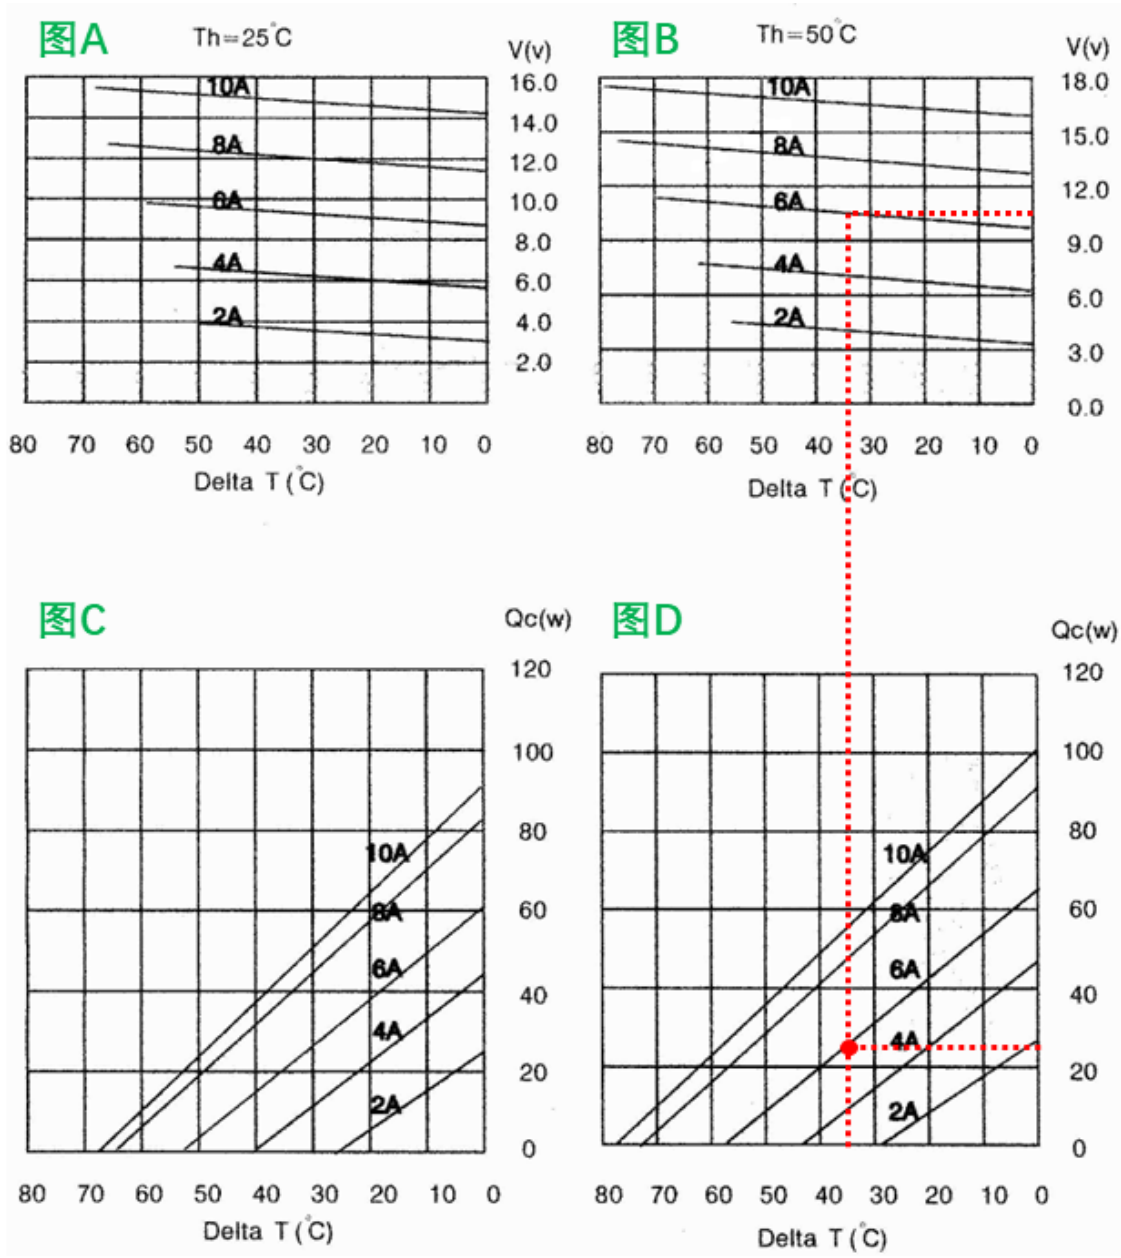 图A
Th=25°C
V(v)
10A
8A
6A
4A
2A
16.0
14.0
12.0
10.0
8.0
6.0
4.0
2.0
80 70 60 50 40 30 20 10 0
Delta T (°C)
图B
Th=50°C
V(v)
10A
8A
6A
4A
2A
18.0
15.0
12.0
9.0
6.0
3.0
0.0
80 70 60 50 40 30 20 10 0
Delta T (°C)
图C
Qc(w)
120
100
80
60
40
20
0
10A
8A
6A
4A
2A
80 70 60 50 40 30 20 10 0
Delta T (°C)
图D
Qc(w)
120
100
80
60
40
20
0
10A
8A
6A
4A
2A
80 70 60 50 40 30 20 10 0
Delta T (°C)